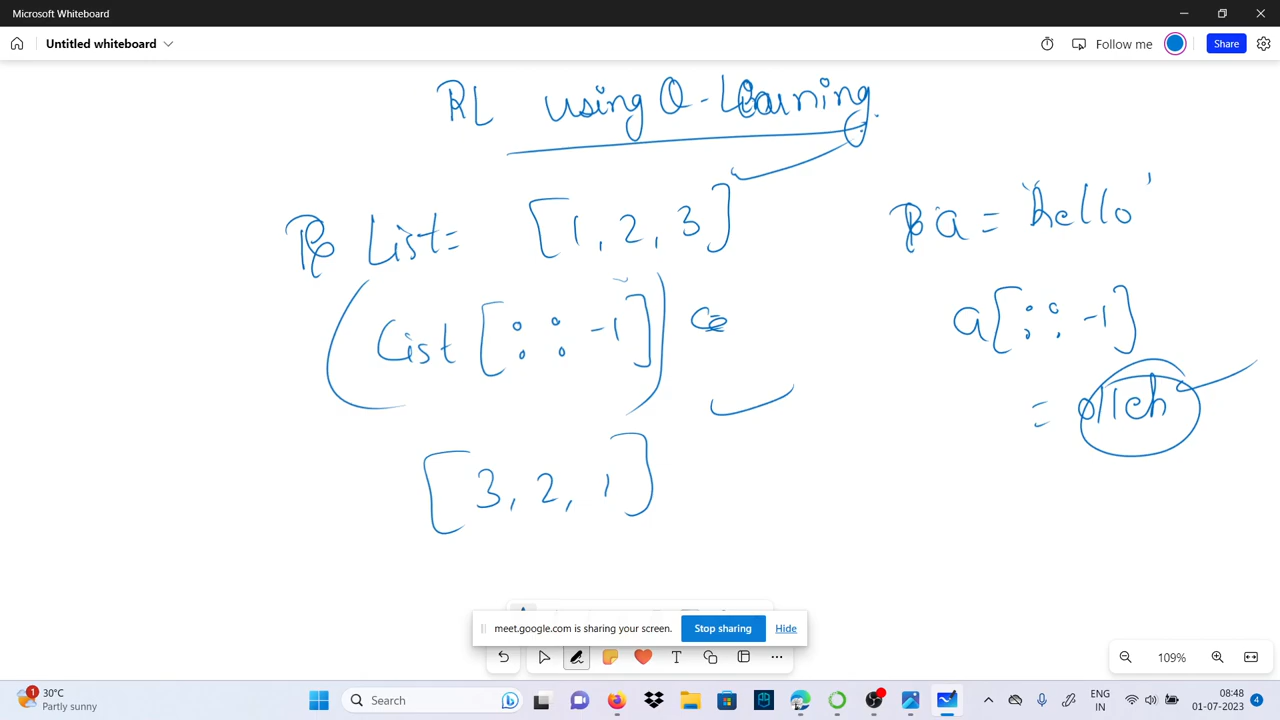 Microsoft Whiteboard
Untitled whiteboard
Follow me
Share
RL using Q-Learning
List = [1, 2, 3]
a = 'hello'
List [: : -1]
a[: : -1]
= olleh
[3, 2, 1]
meet.google.com is sharing your screen.
Stop sharing
Hide
109%
1
30°C
Partly sunny
Search
ENG
IN
08:48
01-07-2023
4